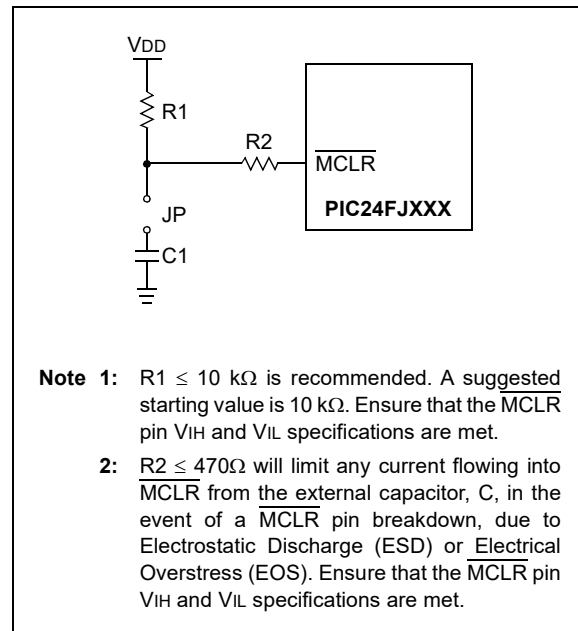 VDD
R1
R2
MCLR
PIC24FJXXX
JP
C1
Note 1: R1 ≤ 10 kΩ is recommended. A suggested
starting value is 10 kΩ. Ensure that the MCLR
pin VIH and VIL specifications are met.
2: R2 ≤ 470Ω will limit any current flowing into
MCLR from the external capacitor, C, in the
event of a MCLR pin breakdown, due to
Electrostatic Discharge (ESD) or Electrical
Overstress (EOS). Ensure that the MCLR pin
VIH and VIL specifications are met.